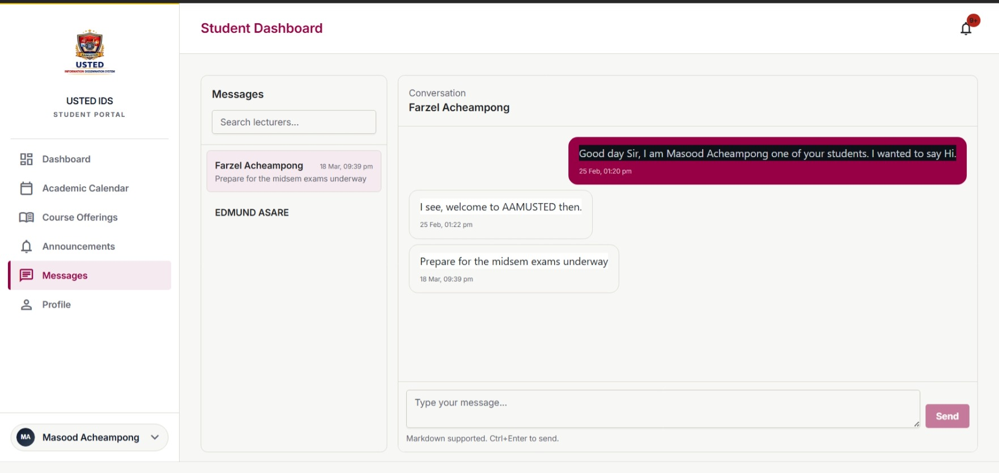 AAMUSTED
USTED
INFORMATION DISSEMINATION SYSTEM
USTED IDS
STUDENT PORTAL
Dashboard
Academic Calendar
Course Offerings
Announcements
Messages
Profile
MA
Masood Acheampong
Student Dashboard
9+
Messages
Search lecturers...
Farzel Acheampong
18 Mar, 09:39 pm
Prepare for the midsem exams underway
EDMUND ASARE
Conversation
Farzel Acheampong
Good day Sir, I am Masood Acheampong one of your students. I wanted to say Hi.
25 Feb, 01:20 pm
I see, welcome to AAMUSTED then.
25 Feb, 01:22 pm
Prepare for the midsem exams underway
18 Mar, 09:39 pm
Type your message...
Send
Markdown supported. Ctrl+Enter to send.